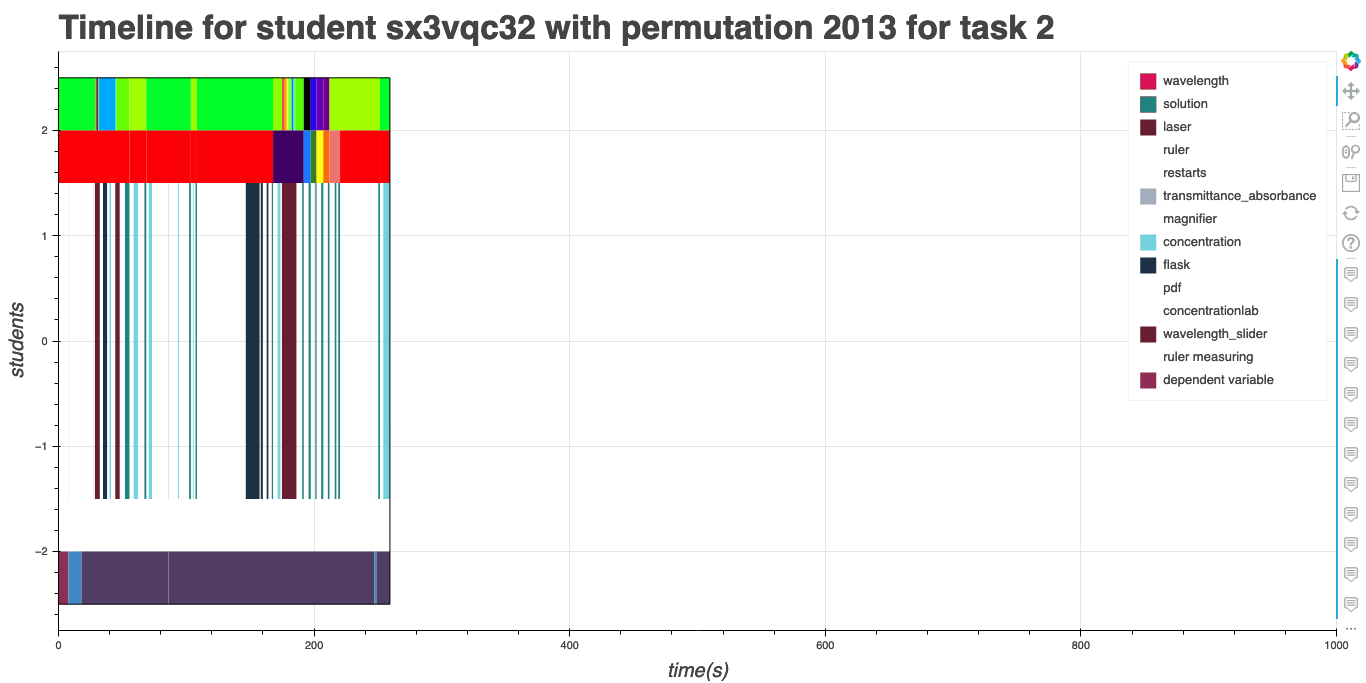 Timeline for student sx3vqc32 with permutation 2013 for task 2
wavelength
solution
laser
ruler
restarts
transmittance_absorbance
magnifier
concentration
flask
pdf
concentrationlab
wavelength_slider
ruler measuring
dependent variable
students
2
1
0
−1
−2
0 200 400 600 800 1000
time(s)